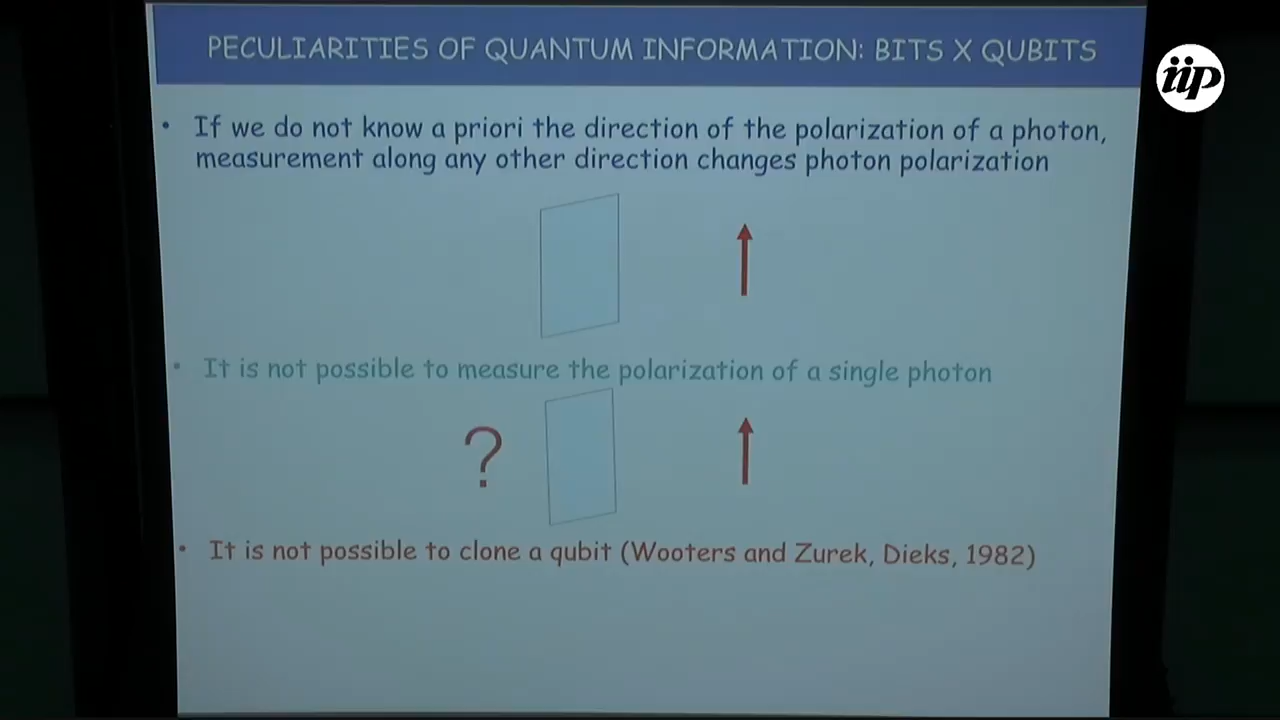 PECULIARITIES OF QUANTUM INFORMATION: BITS X QUBITS
iip
• If we do not know a priori the direction of the polarization of a photon,
measurement along any other direction changes photon polarization
• It is not possible to measure the polarization of a single photon
?
• It is not possible to clone a qubit (Wooters and Zurek, Dieks, 1982)